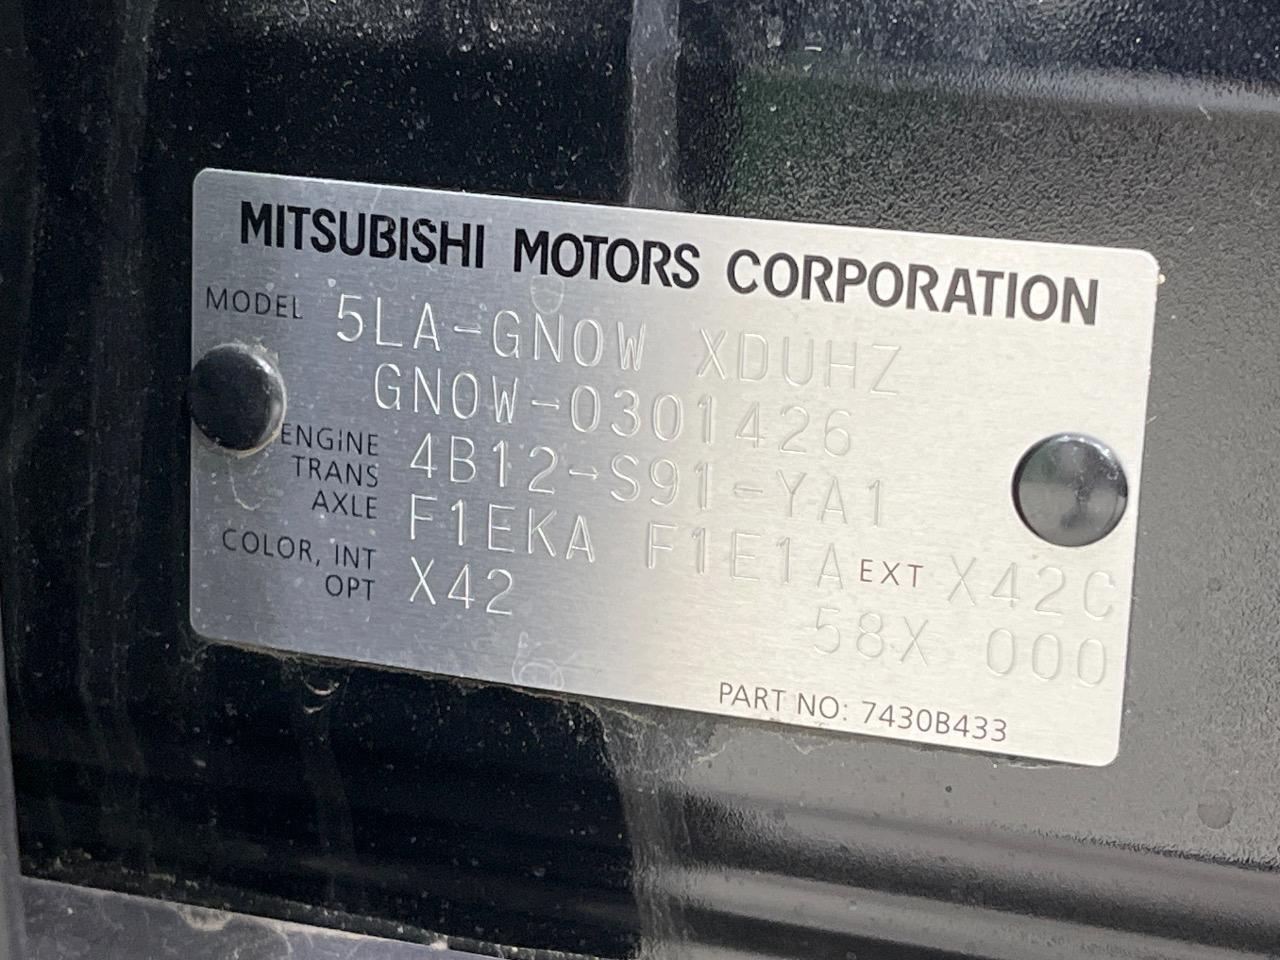 MITSUBISHI MOTORS CORPORATION
MODEL 5LA-GN0W XDUHZ
GN0W-0301426
ENGINE 4B12-S91-YA1
TRANS
AXLE F1EKA F1E1A
COLOR, INT X42 EXT X42C
OPT 58X 000
PART NO: 7430B433